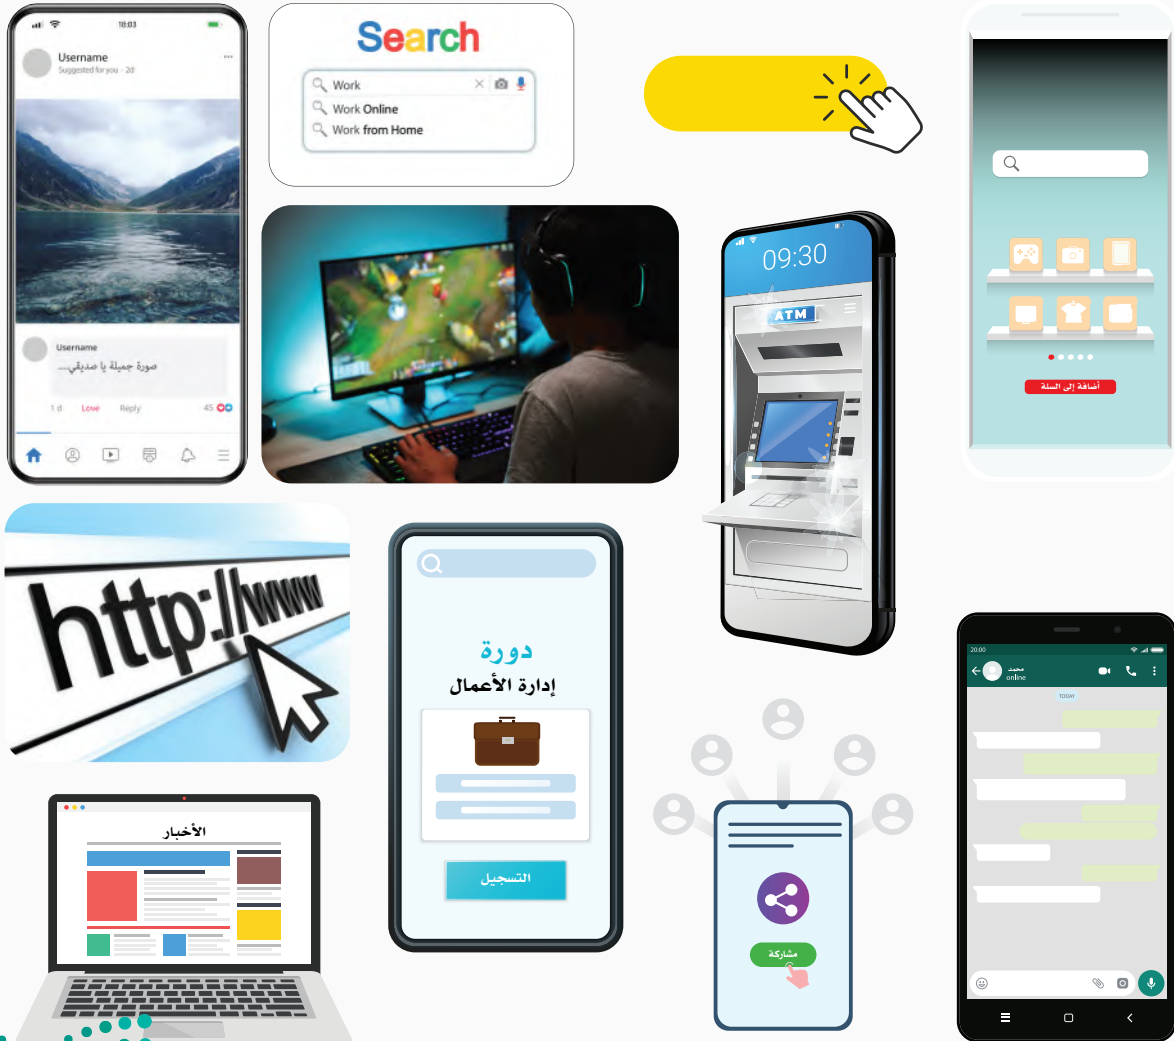 18:03
Username
Suggested for you - 2d
Username
صورة جميلة يا صديقي....
1 d Love Reply 45
Search
Work
Work Online
Work from Home
09:30
ATM
أضافة إلى السلة
http://www
دورة
إدارة الأعمال
التسجيل
الأخبار
مشاركة
20:00
محمد
online
TODAY